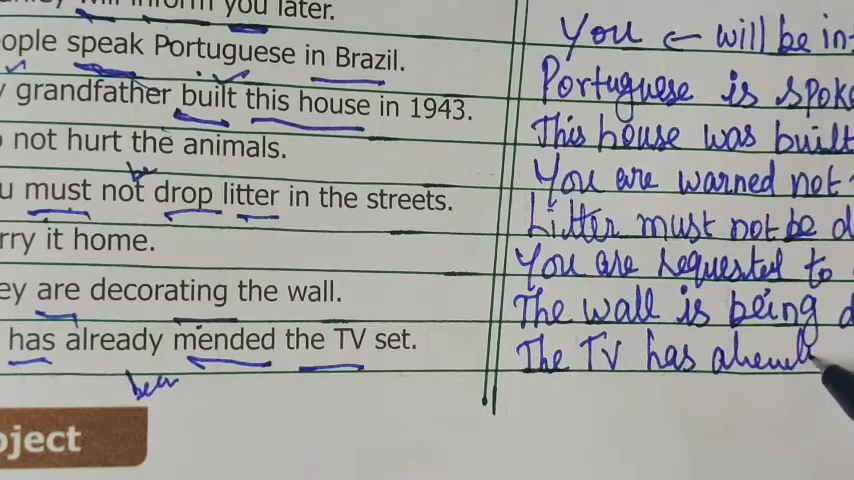 will inform you later.
You ← will be in
ople speak Portuguese in Brazil.
Portuguese is spoke
y grandfather built this house in 1943.
This house was built
not hurt the animals.
You are warned not
be
u must not drop litter in the streets.
Litter must not be d
rry it home.
You are requested to
ey are decorating the wall.
The wall is being d
has already mended the TV set.
The TV has
been
oject